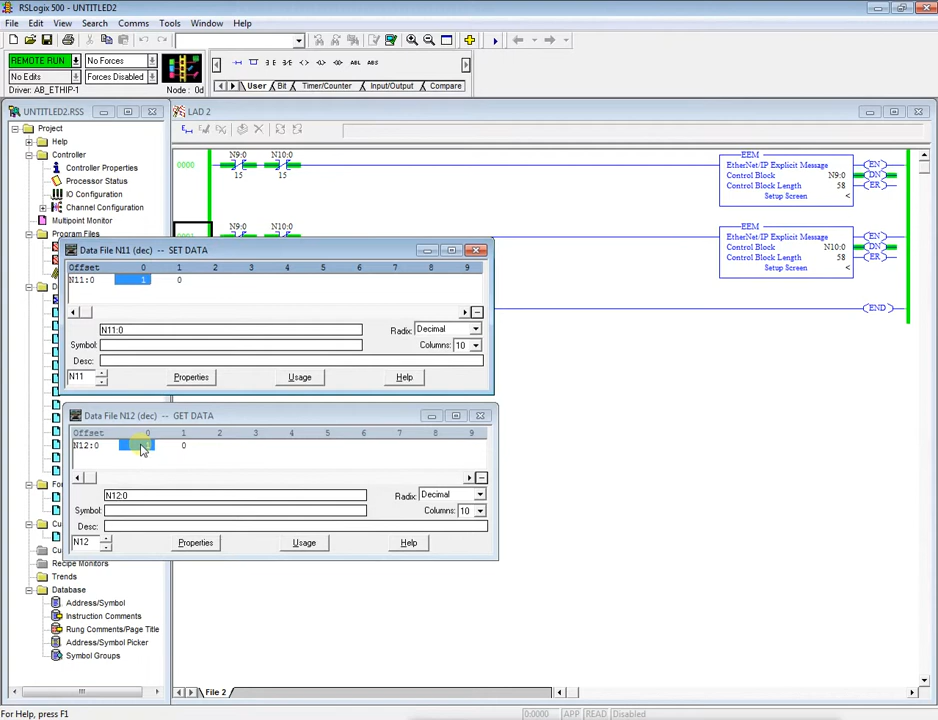 RSLogix 500 - UNTITLED2
File Edit View Search Comms Tools Window Help
REMOTE RUN No Forces
No Edits Forces Disabled
Driver: AB_ETHIP-1 Node: 0d
User Bit Timer/Counter Input/Output Compare
UNTITLED2.RSS
Project
Help
Controller
Controller Properties
Processor Status
IO Configuration
Channel Configuration
Multipoint Monitor
Program Files
LAD 2
0000
N9:0 N10:0
15 15
EEM
EtherNet/IP Explicit Message
Control Block N9:0
Control Block Length 58
Setup Screen <
EN
DN
ER
N9:0 N10:0
EEM
EtherNet/IP Explicit Message
Control Block N10:0
Control Block Length 58
Setup Screen <
EN
DN
ER
END
Data File N11 (dec) -- SET DATA
Offset 0 1 2 3 4 5 6 7 8 9
N11:0 1 0
N11:0 Radix: Decimal
Symbol: Columns: 10
Desc:
N11 Properties Usage Help
Data File N12 (dec) -- GET DATA
Offset 0 1 2 3 4 5 6 7 8 9
N12:0 0
N12:0 Radix: Decimal
Symbol: Columns: 10
Desc:
N12 Properties Usage Help
Recipe Monitors
Trends
Database
Address/Symbol
Instruction Comments
Rung Comments/Page Title
Address/Symbol Picker
Symbol Groups
File 2
For Help, press F1 0:0000 APP READ Disabled